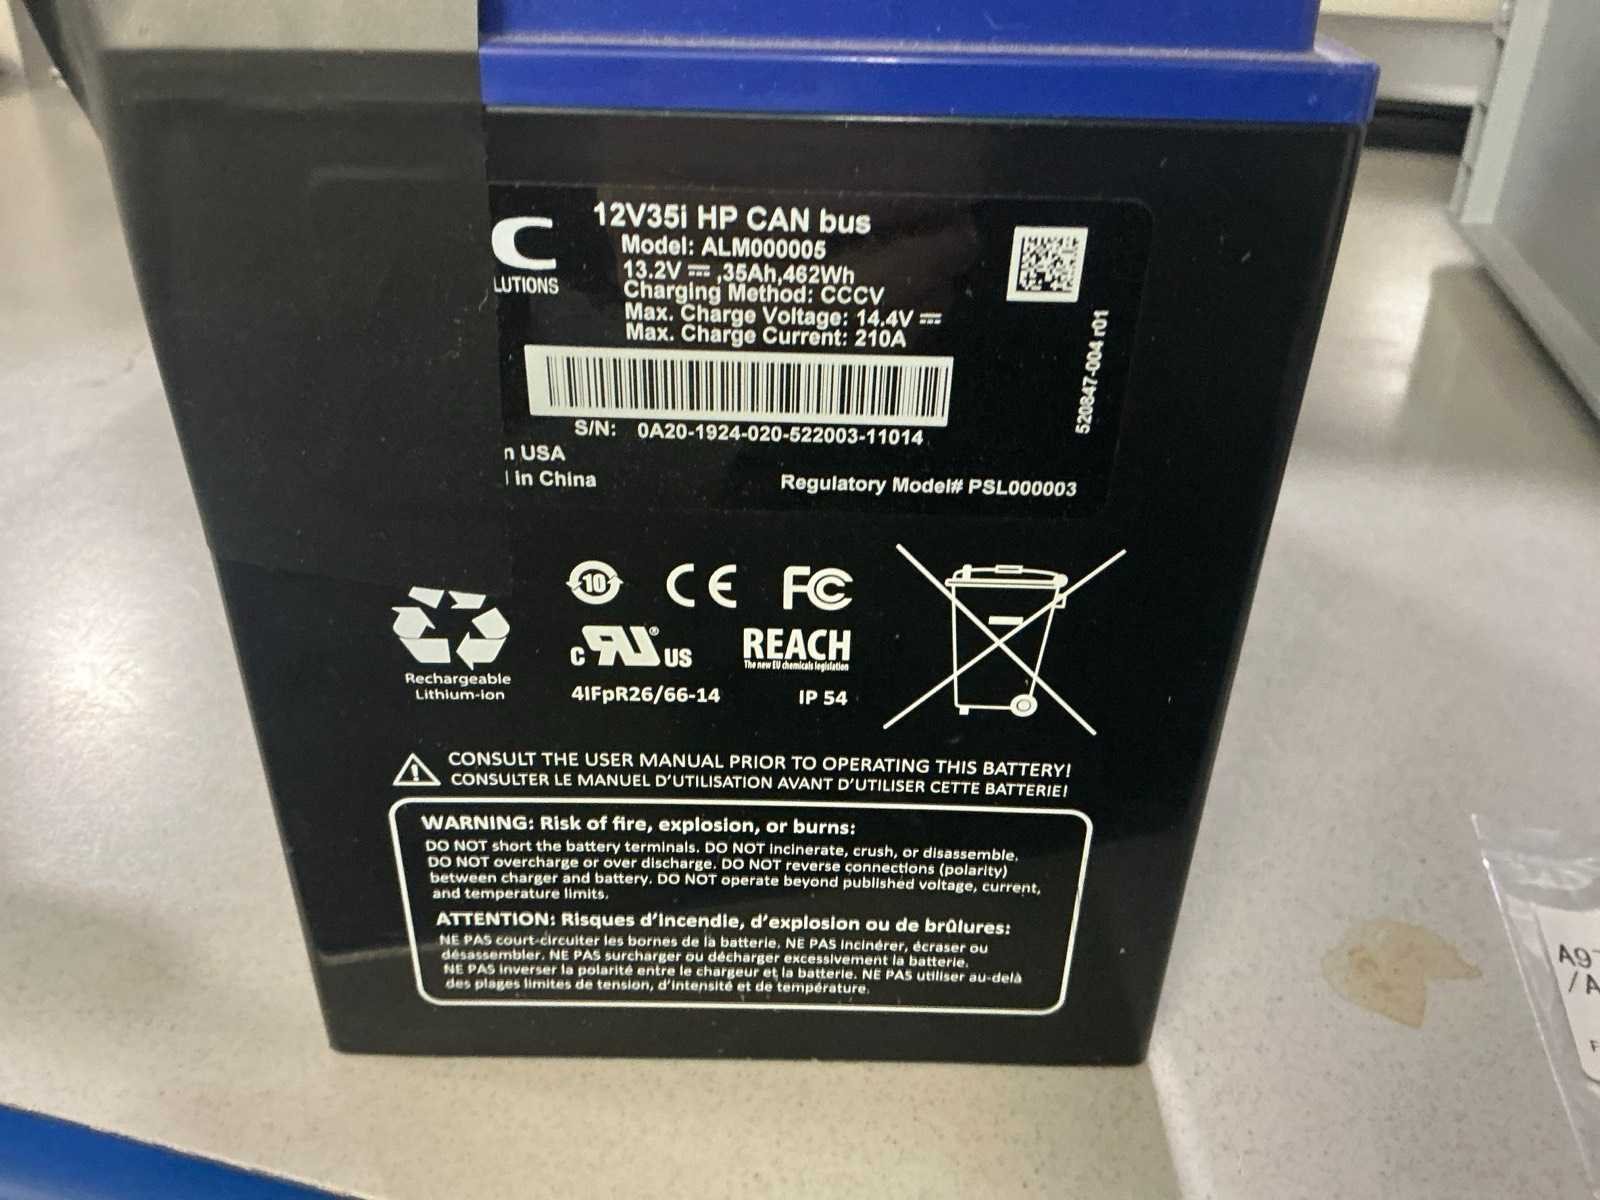 C
LUTIONS
12V35i HP CAN bus
Model: ALM000005
13.2V ⎓ ,35Ah,462Wh
Charging Method: CCCV
Max. Charge Voltage: 14.4V ⎓
Max. Charge Current: 210A
520847-004 r01
S/N: 0A20-1924-020-522003-11014
n USA
in China
Regulatory Model# PSL000003
10
CE
FC
Rechargeable
Lithium-ion
c RU® US
REACH
The new EU chemicals legislation
4IFpR26/66-14
IP 54
CONSULT THE USER MANUAL PRIOR TO OPERATING THIS BATTERY!
CONSULTER LE MANUEL D'UTILISATION AVANT D'UTILISER CETTE BATTERIE!
WARNING: Risk of fire, explosion, or burns:
DO NOT short the battery terminals. DO NOT incinerate, crush, or disassemble.
DO NOT overcharge or over discharge. DO NOT reverse connections (polarity)
between charger and battery. DO NOT operate beyond published voltage, current,
and temperature limits.
ATTENTION: Risques d'incendie, d'explosion ou de brûlures:
NE PAS court-circuiter les bornes de la batterie. NE PAS incinérer, écraser ou
désassembler. NE PAS surcharger ou décharger excessivement la batterie.
NE PAS inverser la polarité entre le chargeur et la batterie. NE PAS utiliser au-delà
des plages limites de tension, d'intensité et de température.
A9
/A
F